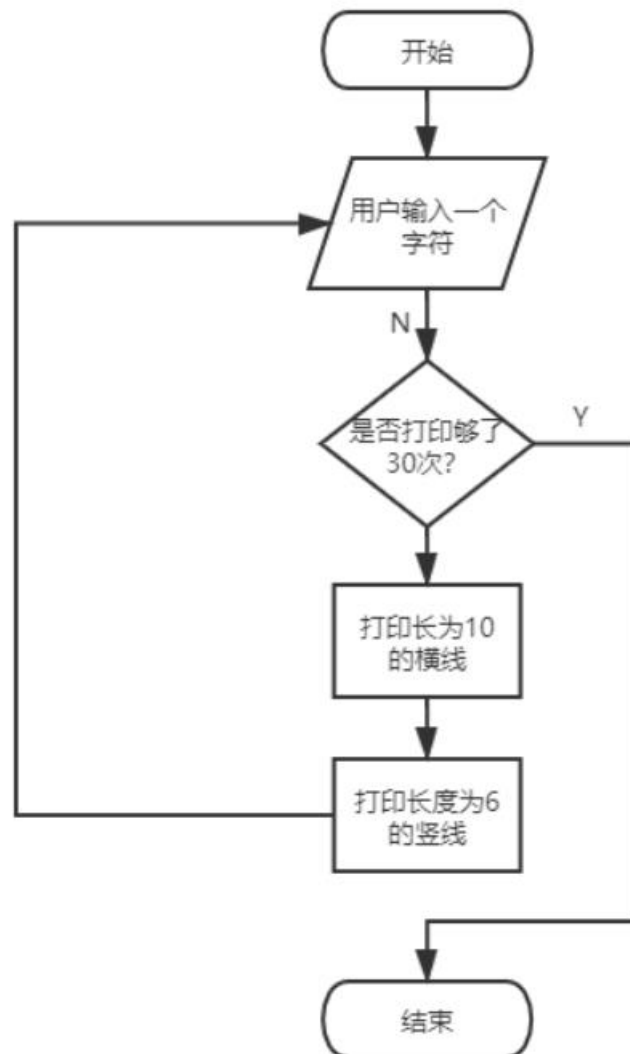 开始
用户输入一个
字符
N
是否打印够了
30次?
Y
打印长为10
的横线
打印长度为6
的竖线
结束